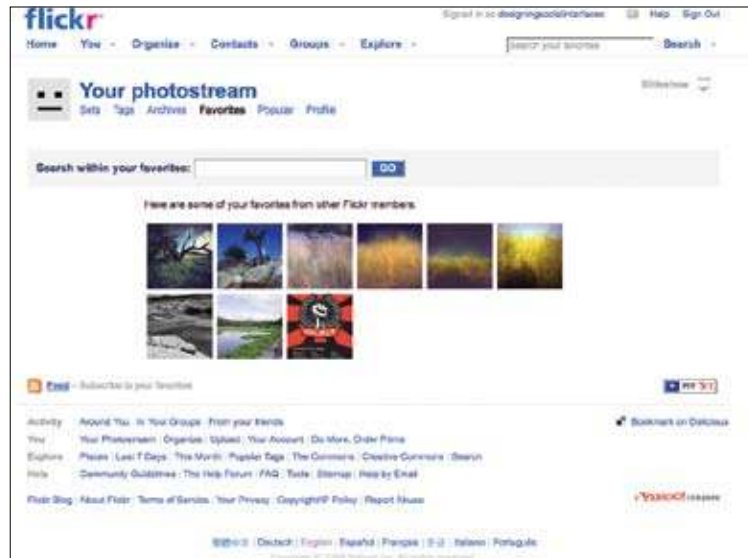 flickr
Signed in as designingsocialinterfaces Help Sign Out
Home You Organize Contacts Groups Explore Search your favorites Search
Your photostream
Slideshow
Sets Tags Archives Favorites Popular Profile
Search within your favorites: GO
Here are some of your favorites from other Flickr members.
Feed - Subscribe to your favorites
Activity Around You In Your Groups From your friends
Bookmark on Delicious
You Your Photostream Organize Upload Your Account Do More, Order Prints
Explore Places Last 7 Days This Month Popular Tags The Commons Creative Commons Search
Help Community Guidelines The Help Forum FAQ Tools Sitemap Help by Email
Flickr Blog About Flickr Terms of Service Your Privacy Copyright/IP Policy Report Abuse
a YAHOO! company
Deutsch English Español Français Italiano Português